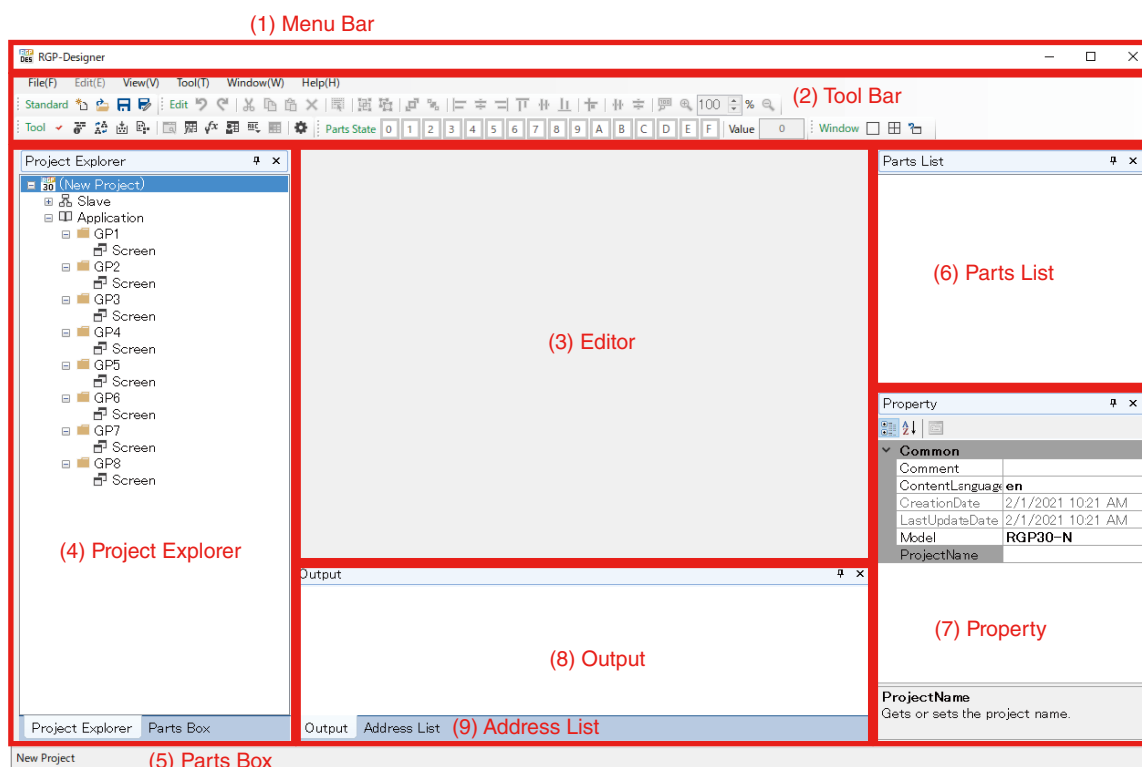 (1) Menu Bar
RGP-Designer
File(F) Edit(E) View(V) Tool(T) Window(W) Help(H)
Standard Edit 100 % (2) Tool Bar
Tool Parts State 0 1 2 3 4 5 6 7 8 9 A B C D E F Value 0 Window
Project Explorer
(New Project)
Slave
Application
GP1
Screen
GP2
Screen
GP3
Screen
GP4
Screen
GP5
Screen
GP6
Screen
GP7
Screen
GP8
Screen
(4) Project Explorer
Project Explorer Parts Box
(3) Editor
Output
(8) Output
Output Address List (9) Address List
Parts List
(6) Parts List
Property
Common
Comment
ContentLanguage en
CreationDate 2/1/2021 10:21 AM
LastUpdateDate 2/1/2021 10:21 AM
Model RGP30-N
ProjectName
(7) Property
ProjectName
Gets or sets the project name.
New Project
(5) Parts Box